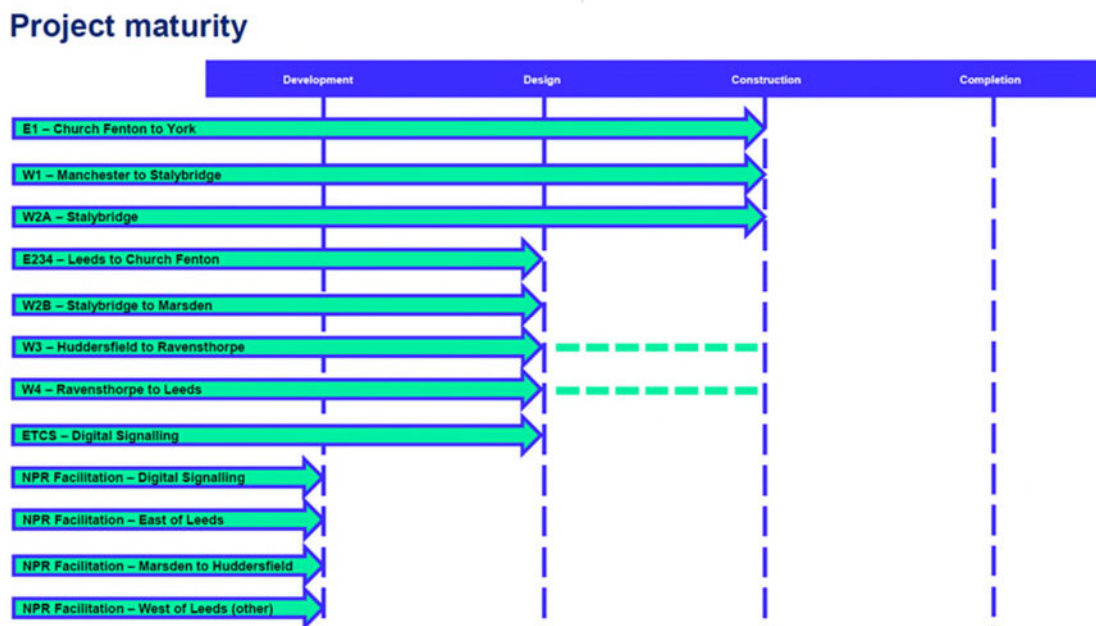 Project maturity
Development Design Construction Completion
E1 – Church Fenton to York
W1 – Manchester to Stalybridge
W2A – Stalybridge
E234 – Leeds to Church Fenton
W2B – Stalybridge to Marsden
W3 – Huddersfield to Ravensthorpe
W4 – Ravensthorpe to Leeds
ETCS – Digital Signalling
NPR Facilitation – Digital Signalling
NPR Facilitation – East of Leeds
NPR Facilitation – Marsden to Huddersfield
NPR Facilitation – West of Leeds (other)